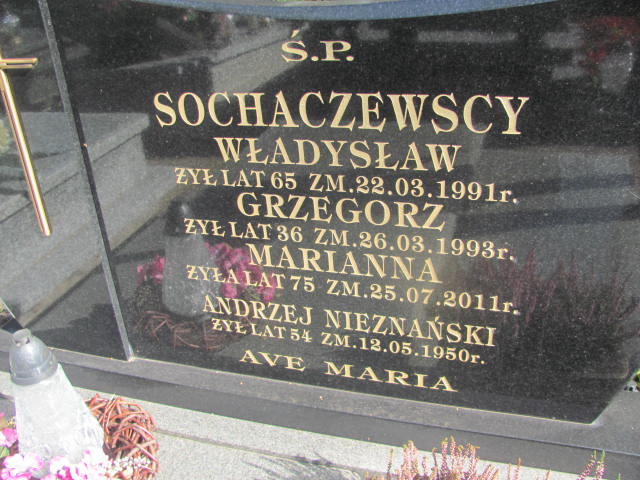 Ś.P.
SOCHACZEWSCY
WŁADYSŁAW
ŻYŁ LAT 65 ZM.22.03.1991r.
GRZEGORZ
ŻYŁ LAT 36 ZM.26.03.1993r.
MARIANNA
ŻYŁA LAT 75 ZM.25.07.2011r.
ANDRZEJ NIEZNAŃSKI
ŻYŁ LAT 54 ZM.12.05.1950r.
AVE MARIA